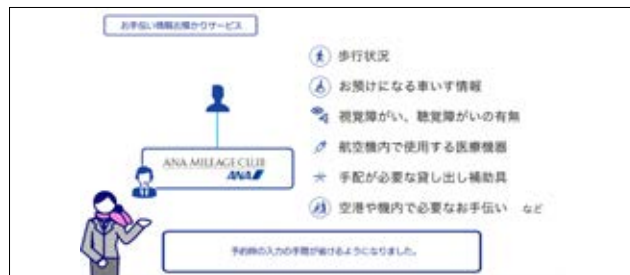 お手伝い情報お預かりサービス
歩行状況
お預けになる車いす情報
視覚障がい、聴覚障がいの有無
航空機内で使用する医療機器
手配が必要な貸し出し補助具
空港や機内で必要なお手伝い など
ANA MILEAGE CLUB
ANA
予約時の入力の手間が省けるようになりました。